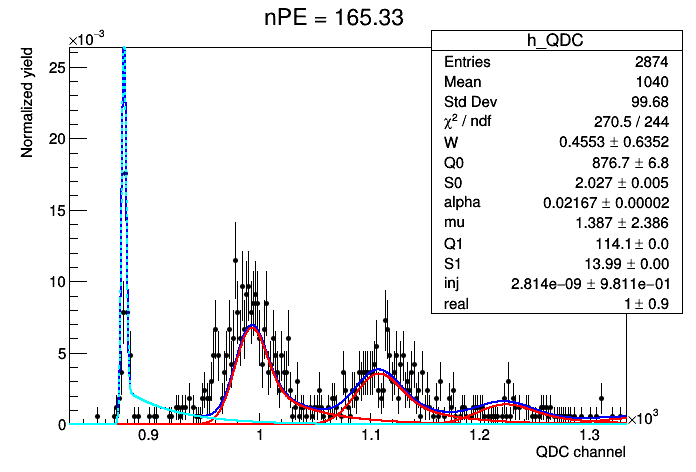 nPE = 165.33
×10⁻³
Normalized yield
25
20
15
10
5
0
h_QDC
Entries 2874
Mean 1040
Std Dev 99.68
χ² / ndf 270.5 / 244
W 0.4553 ± 0.6352
Q0 876.7 ± 6.8
S0 2.027 ± 0.005
alpha 0.02167 ± 0.00002
mu 1.387 ± 2.386
Q1 114.1 ± 0.0
S1 13.99 ± 0.00
inj 2.814e−09 ± 9.811e−01
real 1 ± 0.9
0.9 1 1.1 1.2 1.3
×10³
QDC channel